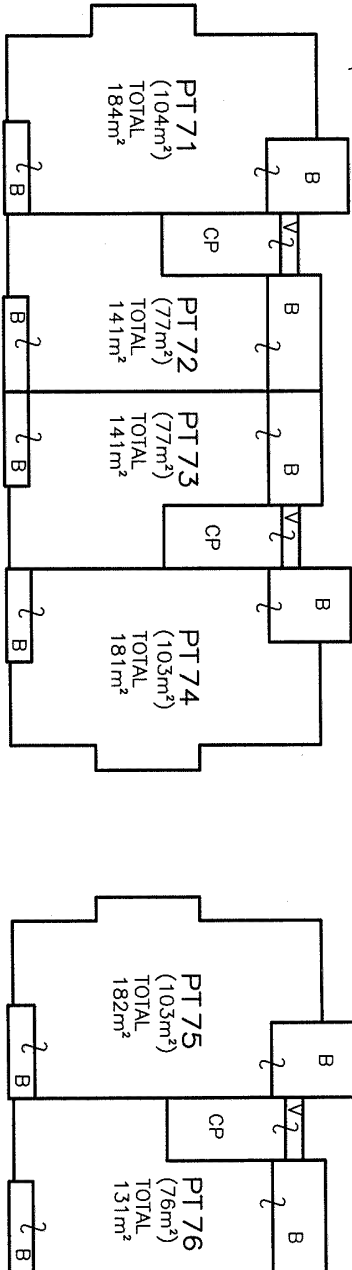 B
PT 71
(104m²)
TOTAL
184m²
B
V
CP
B
PT 72
(77m²)
TOTAL
141m²
B
B
PT 73
(77m²)
TOTAL
141m²
B
V
CP
B
PT 74
(103m²)
TOTAL
181m²
B
B
PT 75
(103m²)
TOTAL
182m²
B
V
CP
B
PT 76
(76m²)
TOTAL
131m²
B